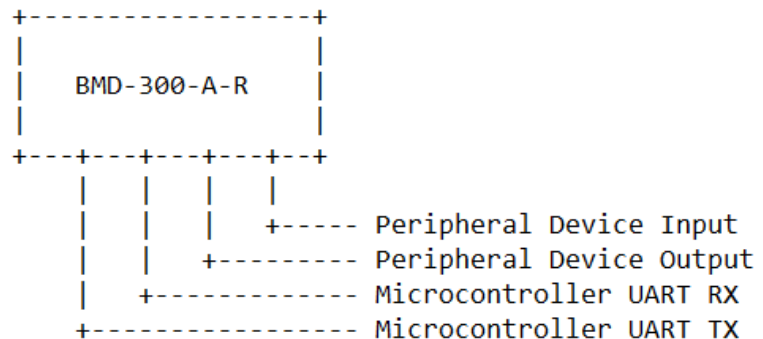 BMD-300-A-R
Peripheral Device Input
Peripheral Device Output
Microcontroller UART RX
Microcontroller UART TX